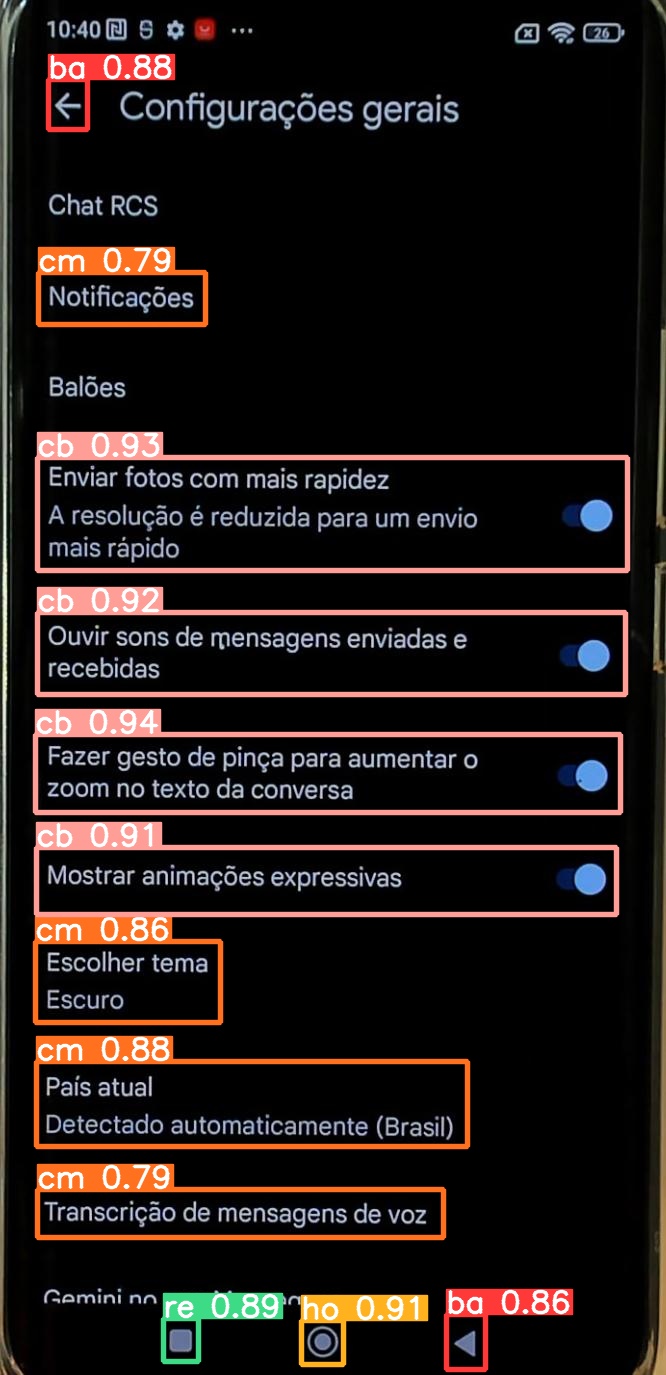 10:40
26
ba 0.88
Configurações gerais
Chat RCS
cm 0.79
Notificações
Balões
cb 0.93
Enviar fotos com mais rapidez
A resolução é reduzida para um envio
mais rápido
cb 0.92
Ouvir sons de mensagens enviadas e
recebidas
cb 0.94
Fazer gesto de pinça para aumentar o
zoom no texto da conversa
cb 0.91
Mostrar animações expressivas
cm 0.86
Escolher tema
Escuro
cm 0.88
País atual
Detectado automaticamente (Brasil)
cm 0.79
Transcrição de mensagens de voz
Gemini no
re 0.89
ho 0.91
ba 0.86